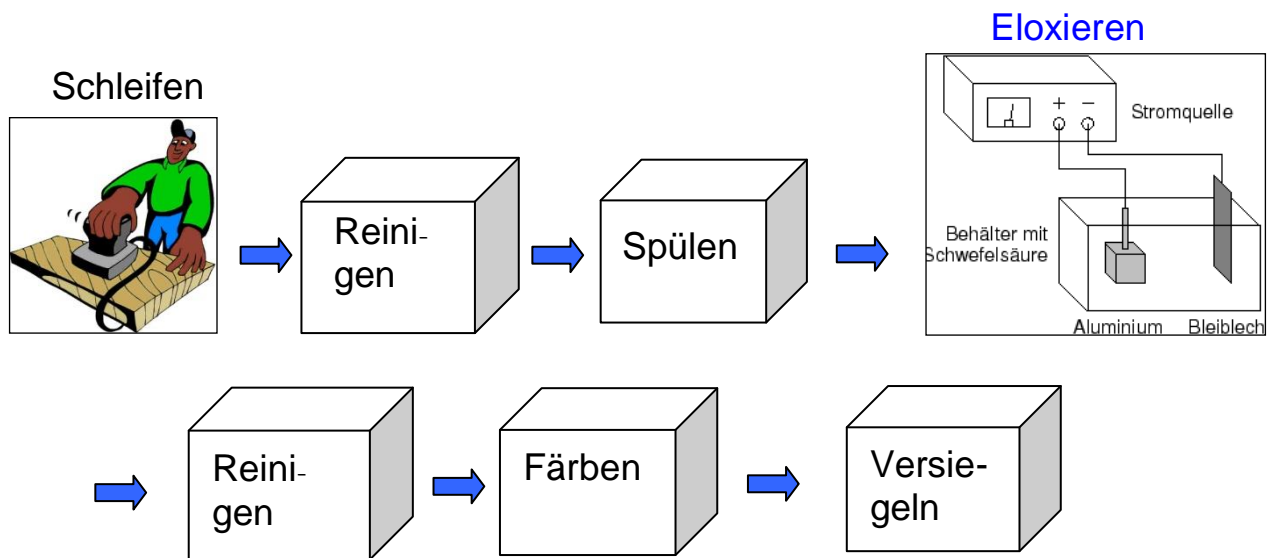 Eloxieren
Schleifen
+ −
Stromquelle
Reini-
gen
Spülen
Behälter mit
Schwefelsäure
Aluminium Bleiblech
Reini-
gen
Färben
Versie-
geln